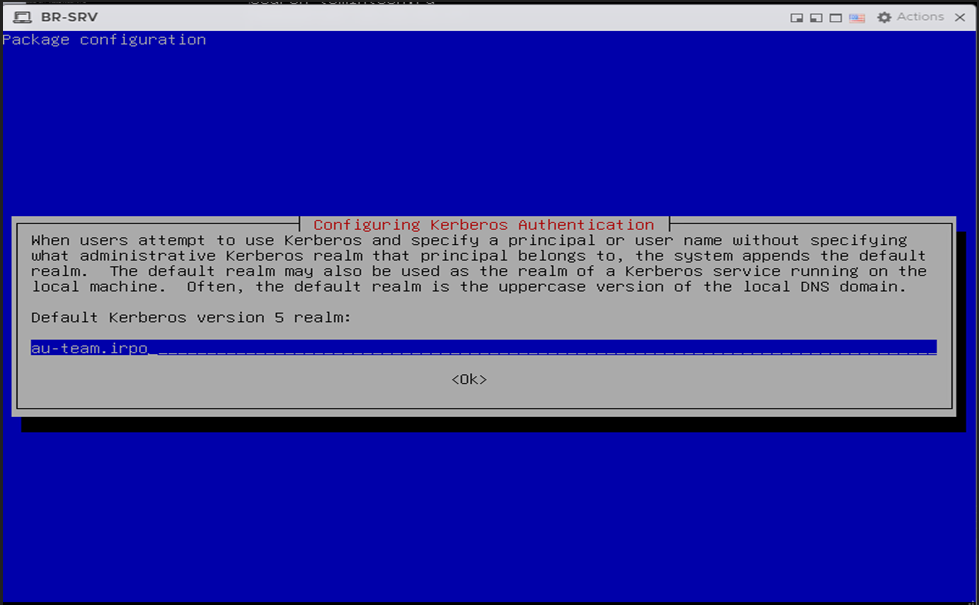 BR-SRV
Actions
Package configuration
Configuring Kerberos Authentication
When users attempt to use Kerberos and specify a principal or user name without specifying
what administrative Kerberos realm that principal belongs to, the system appends the default
realm.  The default realm may also be used as the realm of a Kerberos service running on the
local machine.  Often, the default realm is the uppercase version of the local DNS domain.
Default Kerberos version 5 realm:
au-team.irpo
<Ok>